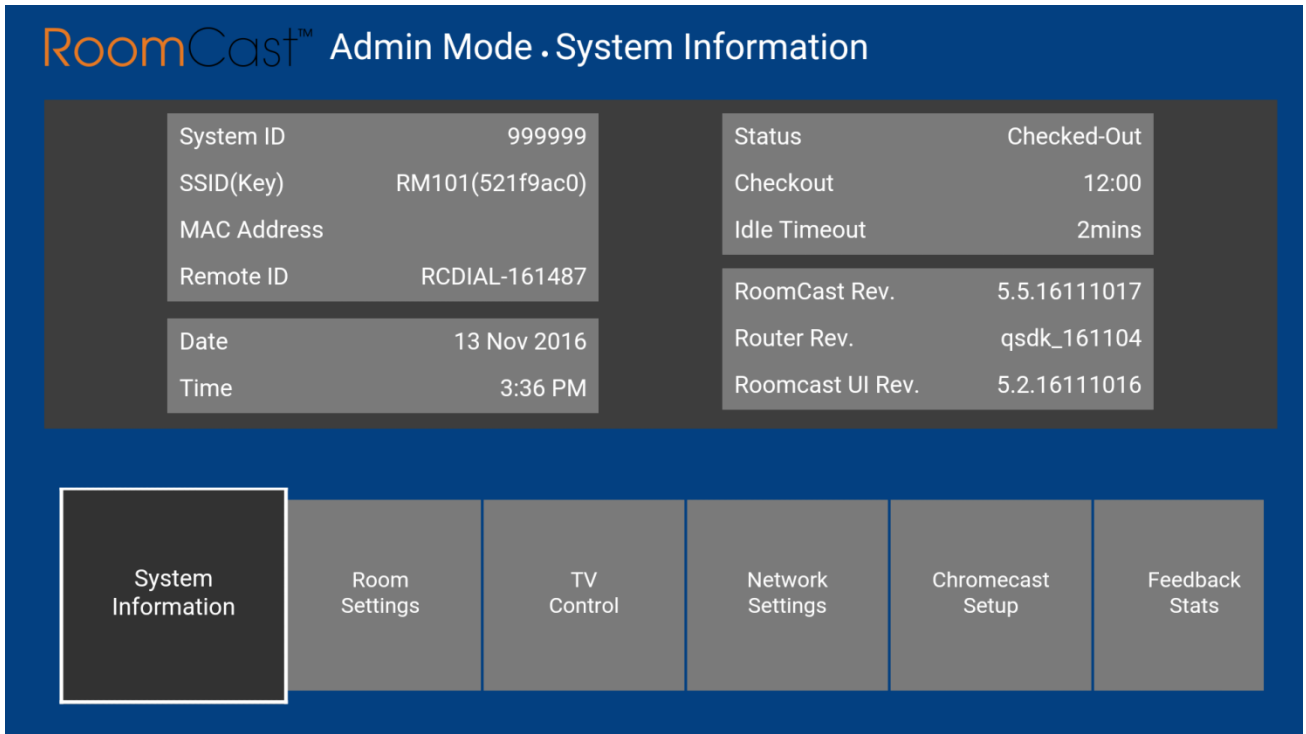 RoomCast™ Admin Mode . System Information
System ID 999999
SSID(Key) RM101(521f9ac0)
MAC Address
Remote ID RCDIAL-161487
Date 13 Nov 2016
Time 3:36 PM
Status Checked-Out
Checkout 12:00
Idle Timeout 2mins
RoomCast Rev. 5.5.16111017
Router Rev. qsdk_161104
Roomcast UI Rev. 5.2.16111016
System
Information
Room
Settings
TV
Control
Network
Settings
Chromecast
Setup
Feedback
Stats